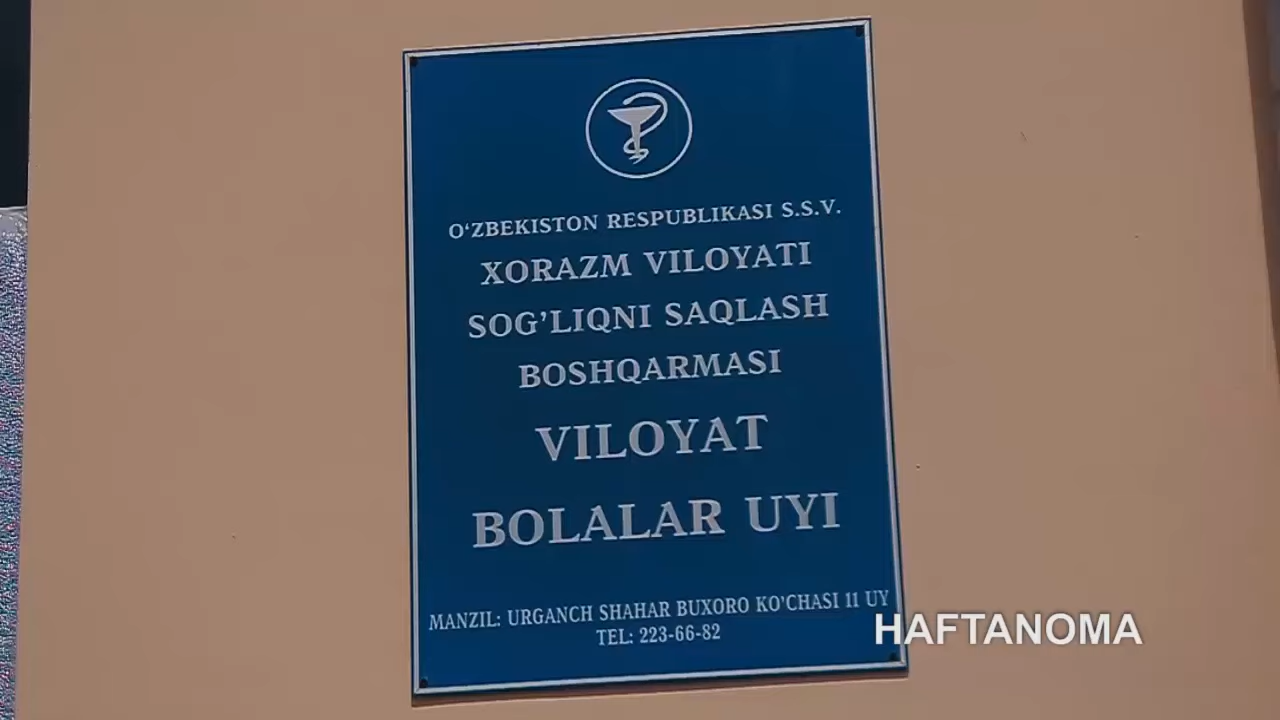 O‘ZBEKISTON RESPUBLIKASI S.S.V.
XORAZM VILOYATI
SOG’LIQNI SAQLASH
BOSHQARMASI
VILOYAT
BOLALAR UYI
MANZIL: URGANCH SHAHAR BUXORO KO’CHASI 11 UY
TEL: 223-66-82
HAFTANOMA